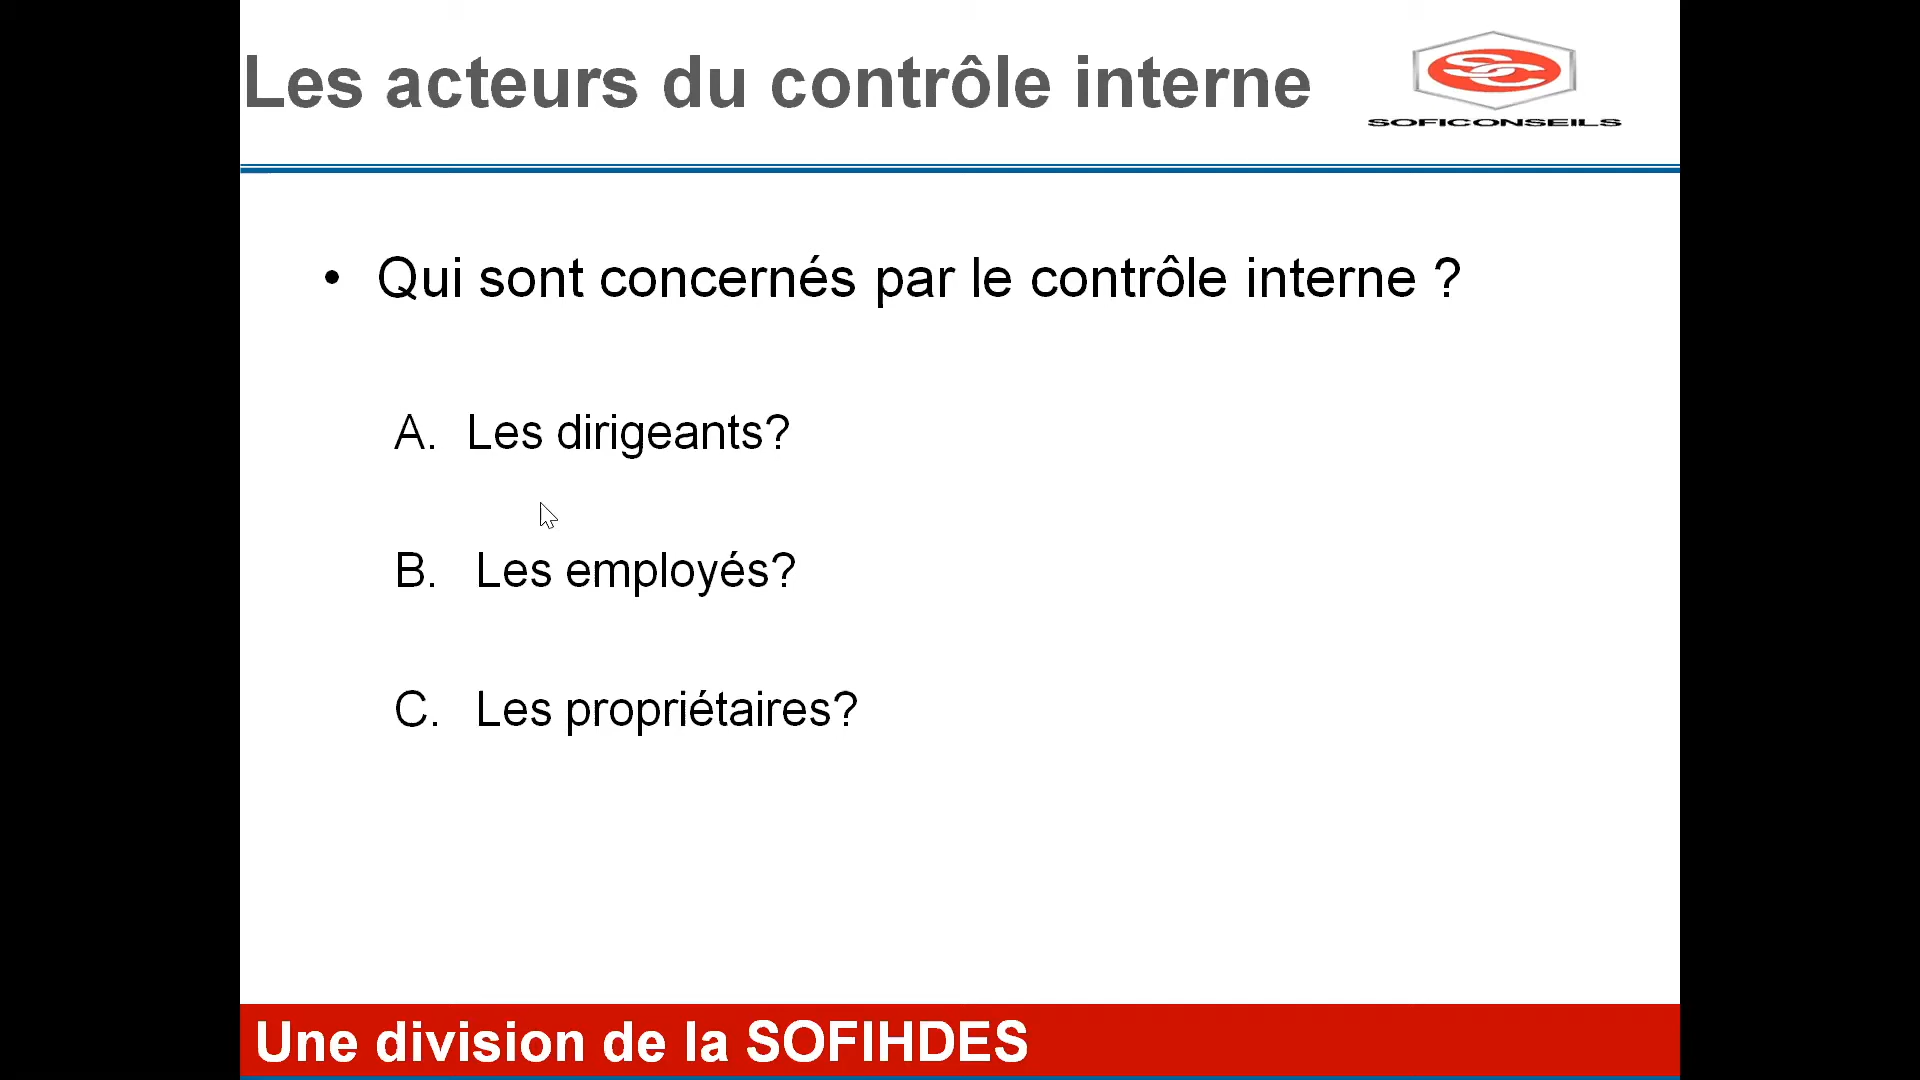 Les acteurs du contrôle interne
SC
SOFICONSEILS
• Qui sont concernés par le contrôle interne ?
A. Les dirigeants?
B. Les employés?
C. Les propriétaires?
Une division de la SOFIHDES